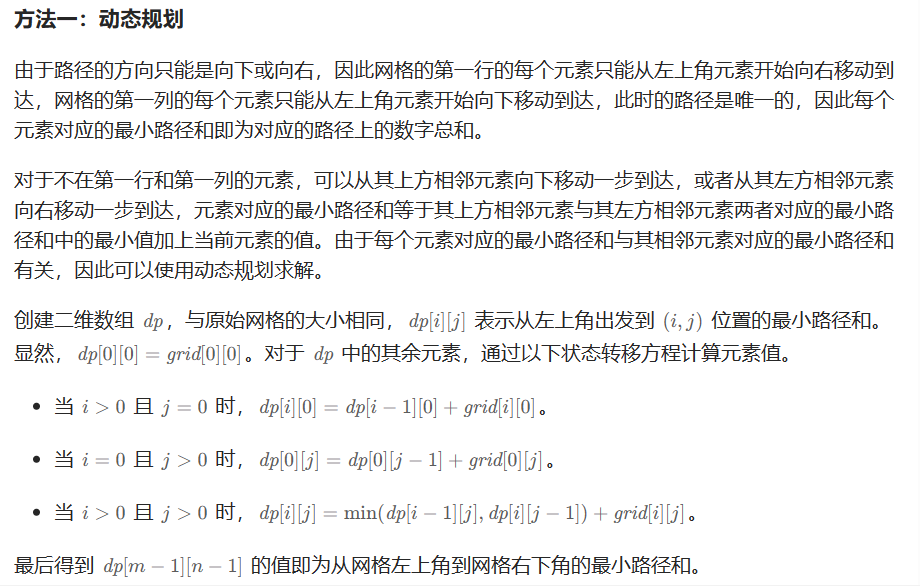 方法一：动态规划
由于路径的方向只能是向下或向右，因此网格的第一行的每个元素只能从左上角元素开始向右移动到
达，网格的第一列的每个元素只能从左上角元素开始向下移动到达，此时的路径是唯一的，因此每个
元素对应的最小路径和即为对应的路径上的数字总和。
对于不在第一行和第一列的元素，可以从其上方相邻元素向下移动一步到达，或者从其左方相邻元素
向右移动一步到达，元素对应的最小路径和等于其上方相邻元素与其左方相邻元素两者对应的最小路
径和中的最小值加上当前元素的值。由于每个元素对应的最小路径和与其相邻元素对应的最小路径和
有关，因此可以使用动态规划求解。
创建二维数组 dp，与原始网格的大小相同， dp[i][j] 表示从左上角出发到 (i, j) 位置的最小路径和。
显然， dp[0][0] = grid[0][0]。对于 dp 中的其余元素，通过以下状态转移方程计算元素值。
• 当 i > 0 且 j = 0 时， dp[i][0] = dp[i − 1][0] + grid[i][0]。
• 当 i = 0 且 j > 0 时， dp[0][j] = dp[0][j − 1] + grid[0][j]。
• 当 i > 0 且 j > 0 时， dp[i][j] = min(dp[i − 1][j], dp[i][j − 1]) + grid[i][j]。
最后得到 dp[m − 1][n − 1] 的值即为从网格左上角到网格右下角的最小路径和。